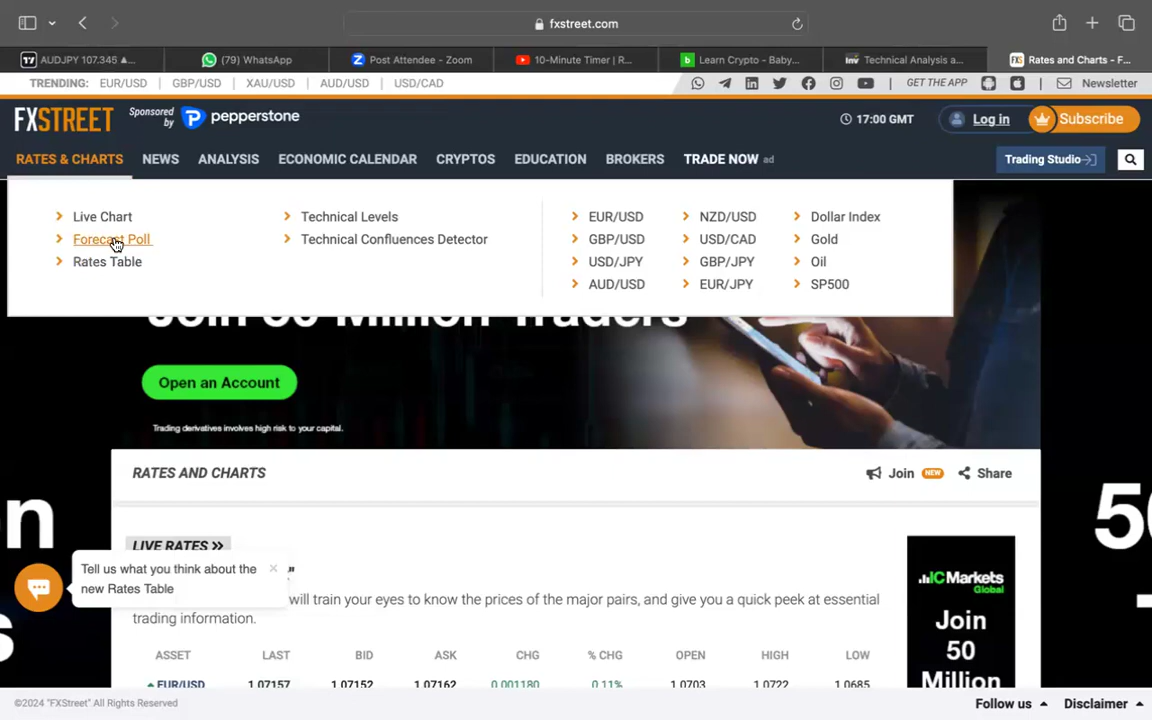 fxstreet.com
AUDJPY 107.345 ▲...
(79) WhatsApp
Post Attendee - Zoom
10-Minute Timer | R...
Learn Crypto - Baby...
Technical Analysis a...
Rates and Charts - F...
TRENDING: EUR/USD GBP/USD XAU/USD AUD/USD USD/CAD
GET THE APP
Newsletter
FXSTREET
Sponsored by
pepperstone
17:00 GMT
Log in
Subscribe
RATES & CHARTS NEWS ANALYSIS ECONOMIC CALENDAR CRYPTOS EDUCATION BROKERS TRADE NOW ad
Trading Studio
Live Chart
Forecast Poll
Rates Table
Technical Levels
Technical Confluences Detector
EUR/USD
GBP/USD
USD/JPY
AUD/USD
NZD/USD
USD/CAD
GBP/JPY
EUR/JPY
Dollar Index
Gold
Oil
SP500
Join 50 Million Traders
Open an Account
Trading derivatives involves high risk to your capital.
RATES AND CHARTS
Join NEW
Share
LIVE RATES
Tell us what you think about the
new Rates Table
will train your eyes to know the prices of the major pairs, and give you a quick peek at essential
trading information.
ASSET LAST BID ASK CHG % CHG OPEN HIGH LOW
EUR/USD 1.07157 1.07152 1.07162 0.001180 0.11% 1.0703 1.0722 1.0685
IC Markets
Global
Join
50
Million
©2024 "FXStreet" All Rights Reserved
Follow us
Disclaimer